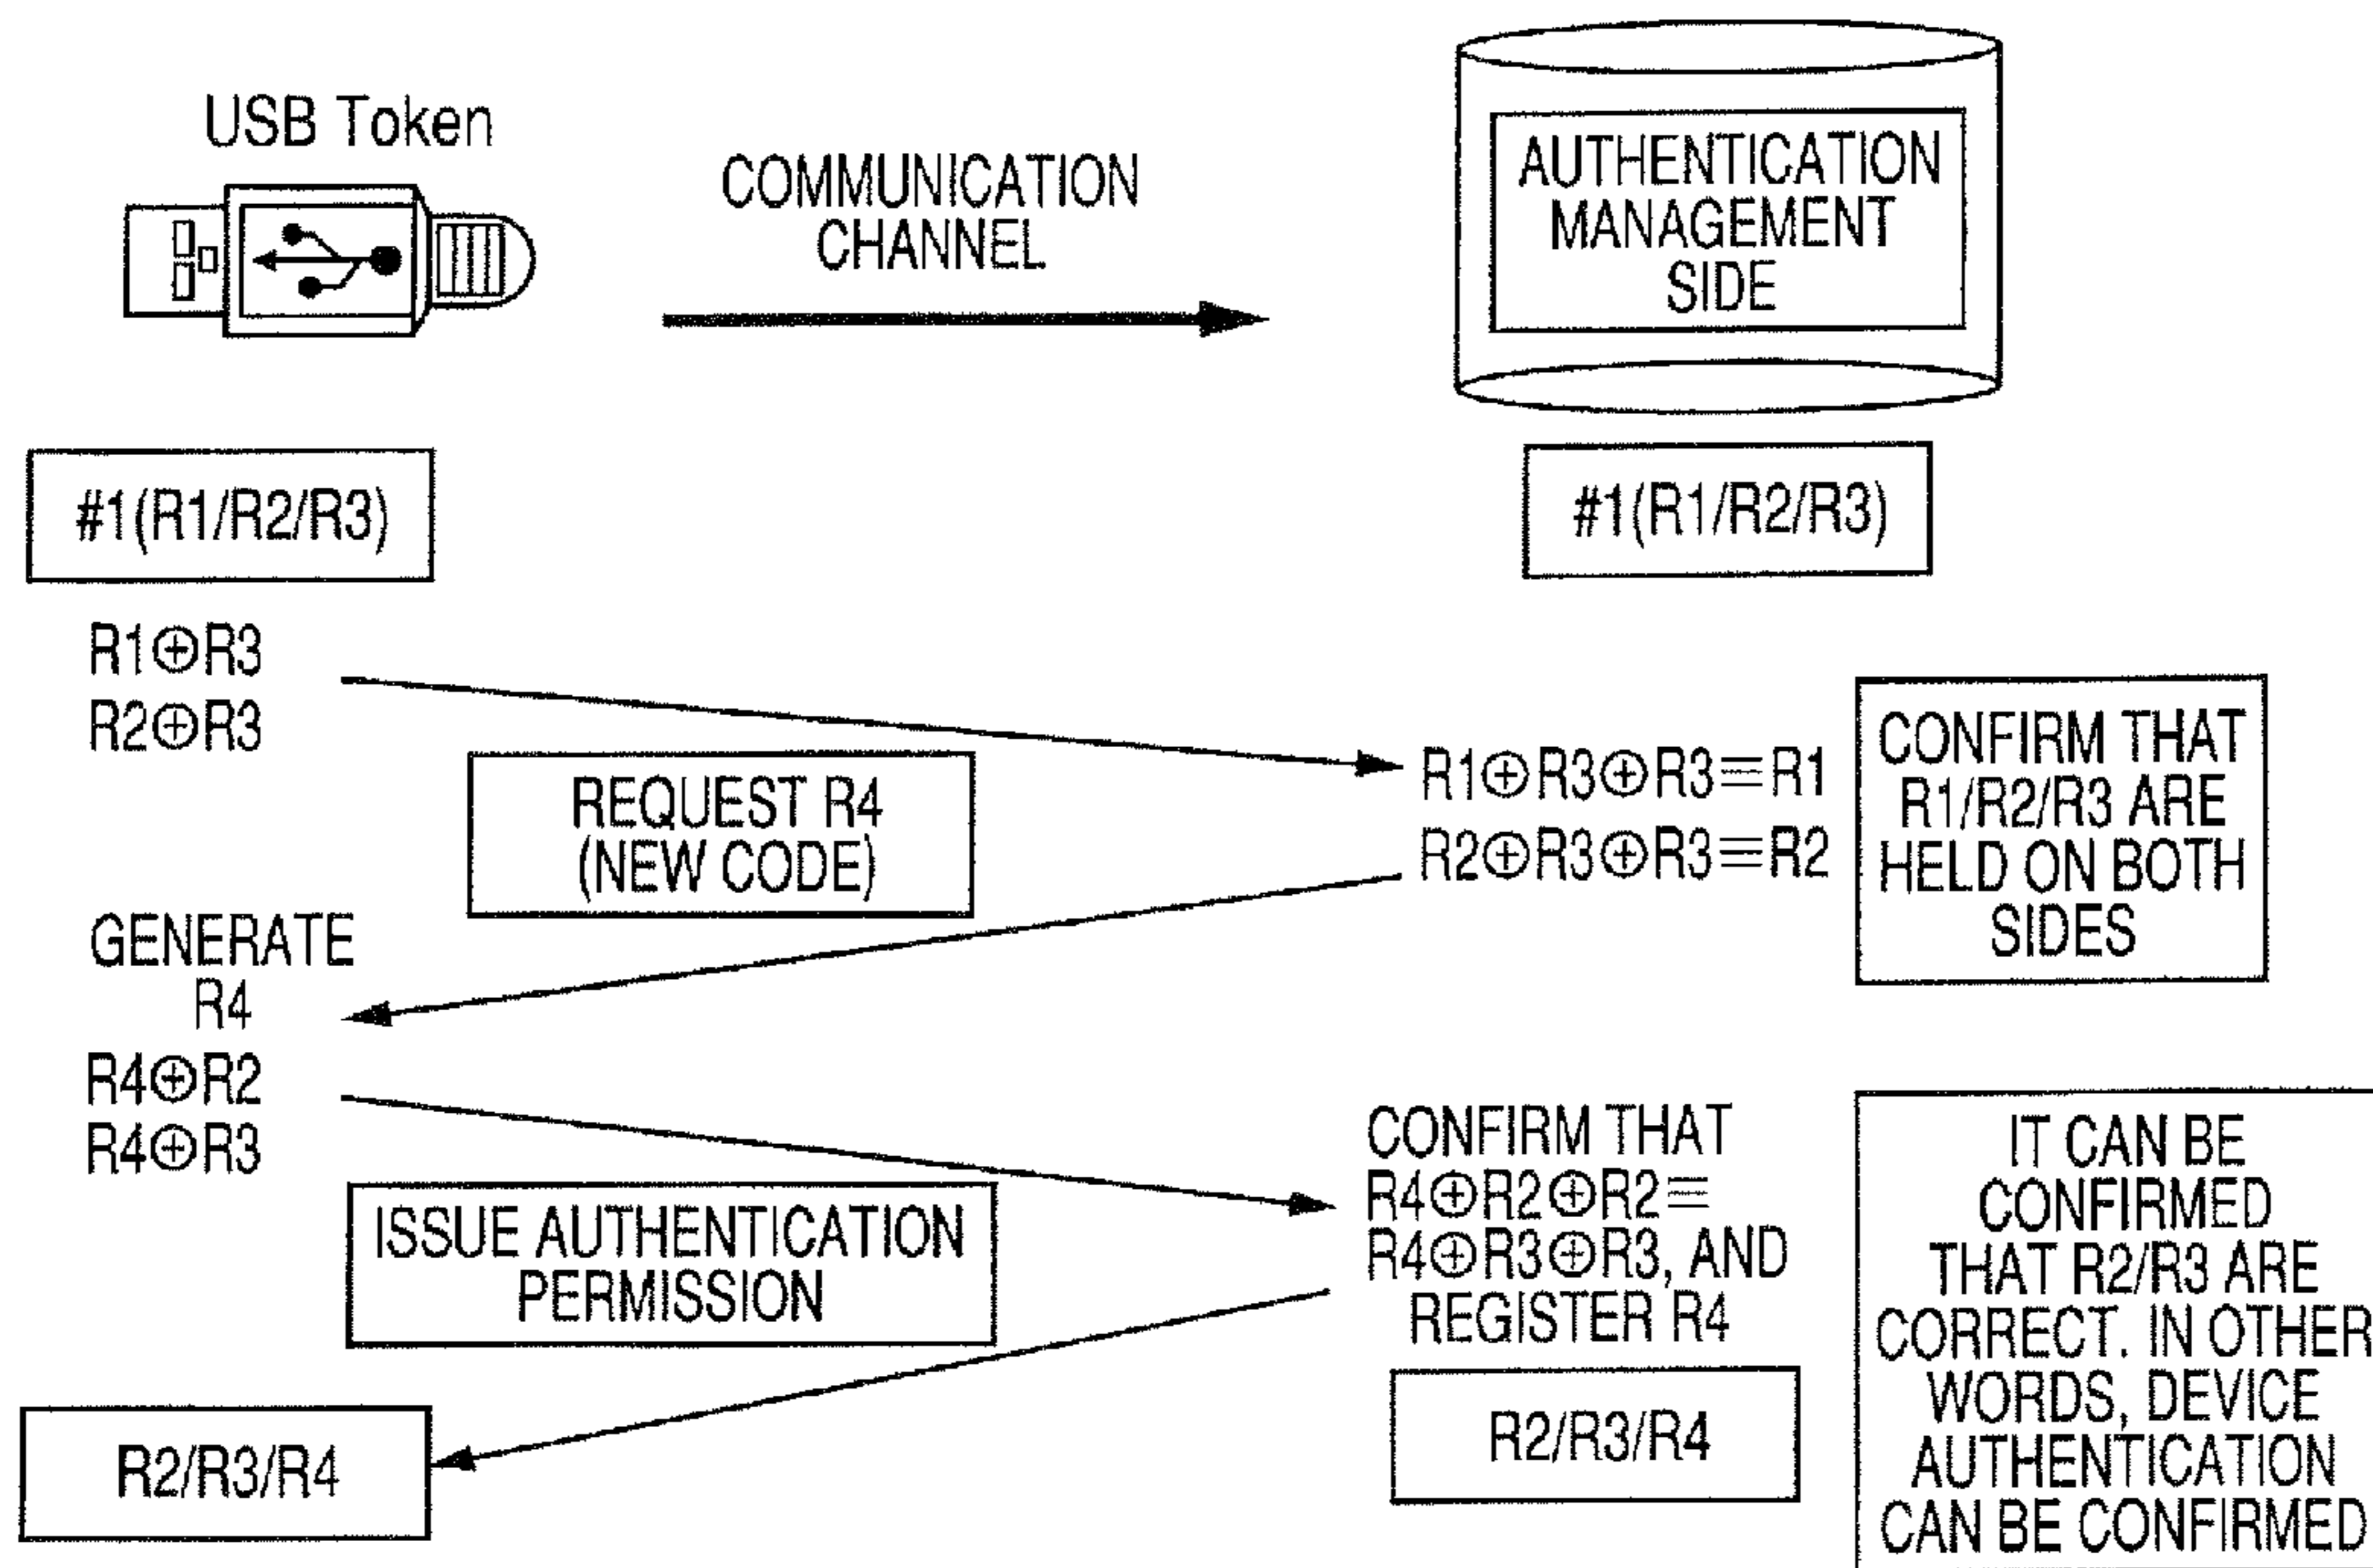 USB Token
COMMUNICATION
CHANNEL
AUTHENTICATION
MANAGEMENT
SIDE
#1(R1/R2/R3)
#1(R1/R2/R3)
R1⊕R3
R2⊕R3
REQUEST R4
(NEW CODE)
R1⊕R3⊕R3≡R1
R2⊕R3⊕R3≡R2
CONFIRM THAT
R1/R2/R3 ARE
HELD ON BOTH
SIDES
GENERATE
R4
R4⊕R2
R4⊕R3
ISSUE AUTHENTICATION
PERMISSION
CONFIRM THAT
R4⊕R2⊕R2≡
R4⊕R3⊕R3, AND
REGISTER R4
IT CAN BE
CONFIRMED
THAT R2/R3 ARE
CORRECT. IN OTHER
WORDS, DEVICE
AUTHENTICATION
CAN BE CONFIRMED
R2/R3/R4
R2/R3/R4